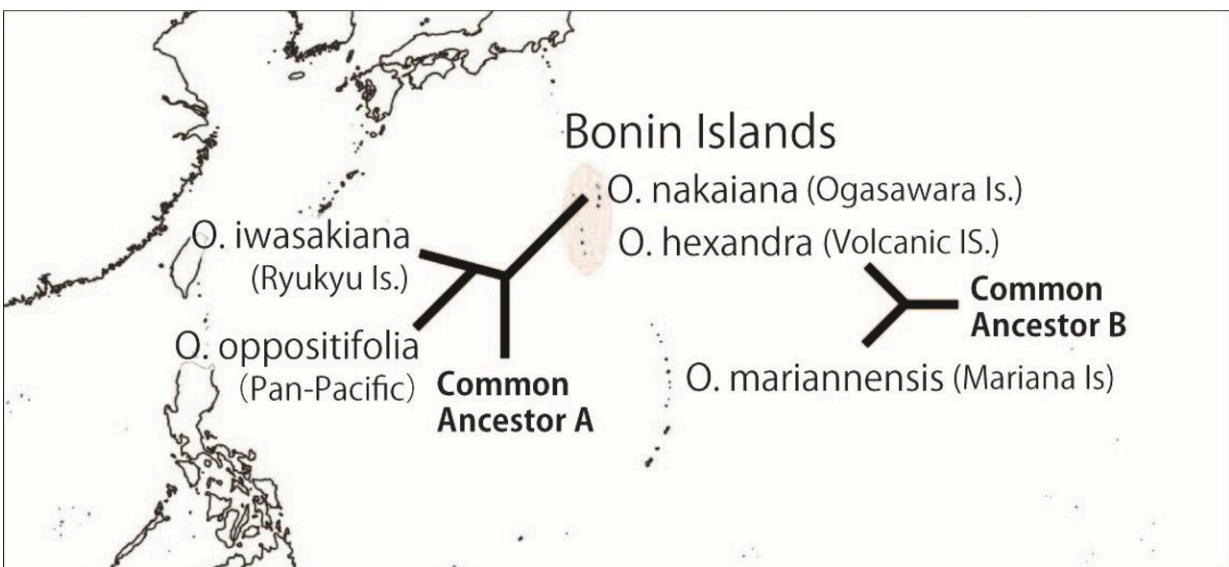 Bonin Islands
O. nakaiana (Ogasawara Is.)
O. hexandra (Volcanic IS.)
O. iwasakiana
(Ryukyu Is.)
O. oppositifolia
(Pan-Pacific)
Common
Ancestor A
Common
Ancestor B
O. mariannensis (Mariana Is)